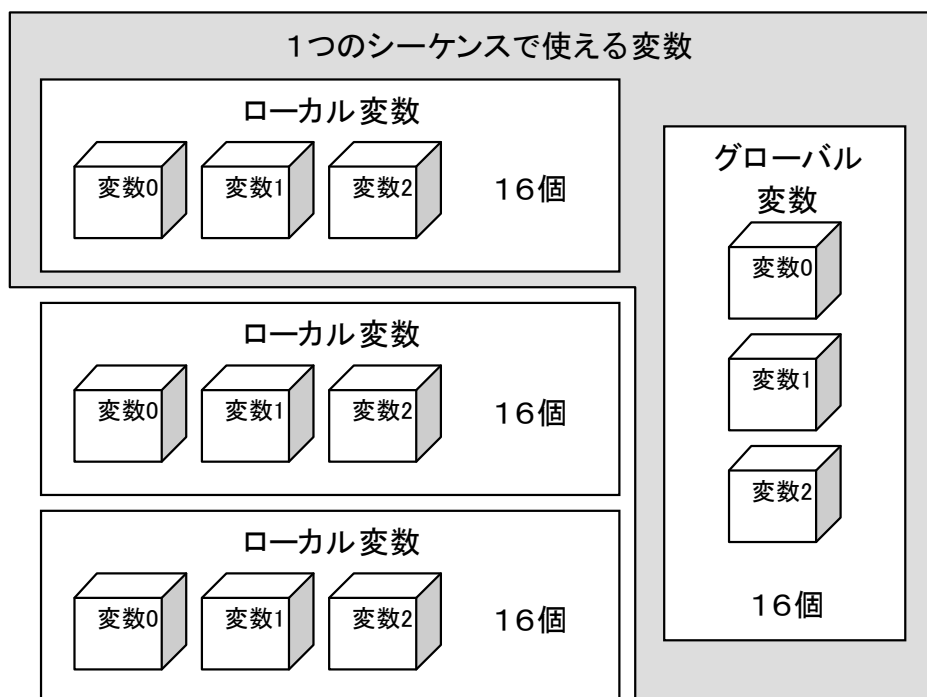 1つのシーケンスで使える変数
ローカル変数
変数0 変数1 変数2 16個
ローカル変数
変数0 変数1 変数2 16個
ローカル変数
変数0 変数1 変数2 16個
グローバル
変数
変数0
変数1
変数2
16個